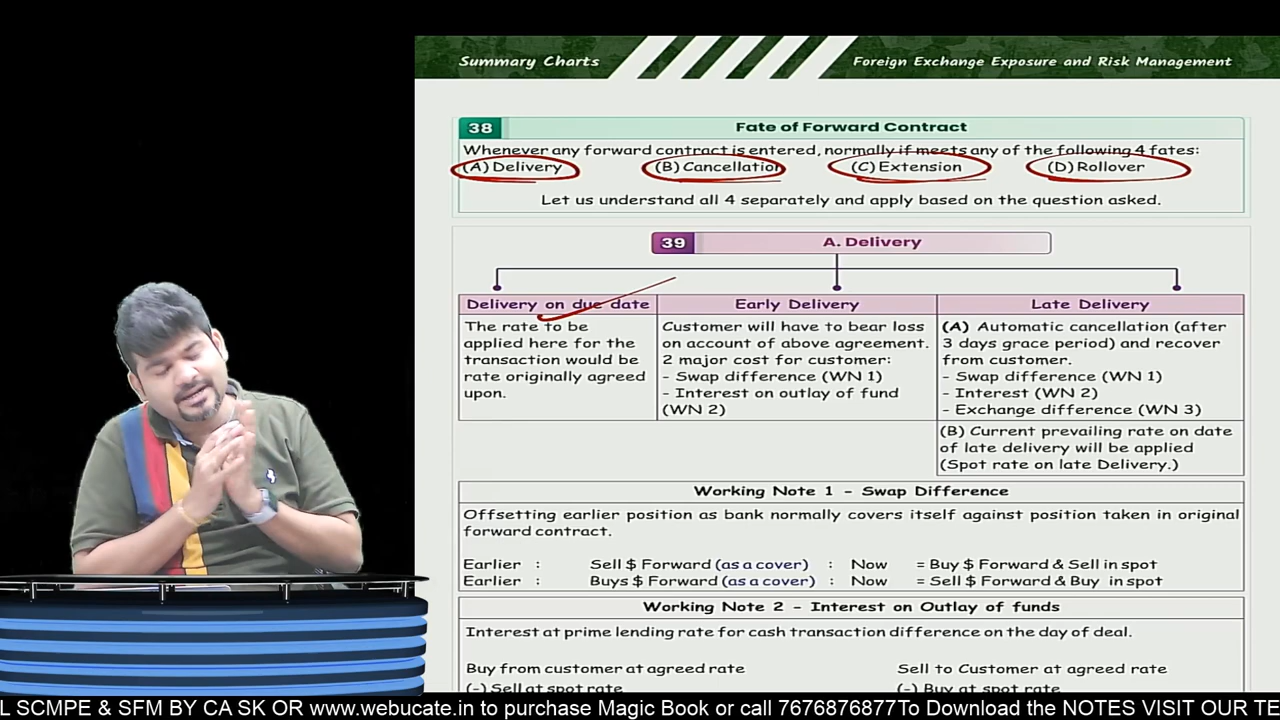 Summary Charts
Foreign Exchange Exposure and Risk Management
38
Fate of Forward Contract
Whenever any forward contract is entered, normally if meets any of the following 4 fates:
(A) Delivery (B) Cancellation (C) Extension (D) Rollover
Let us understand all 4 separately and apply based on the question asked.
39
A. Delivery
Delivery on due date
The rate to be
applied here for the
transaction would be
rate originally agreed
upon.
Early Delivery
Customer will have to bear loss
on account of above agreement.
2 major cost for customer:
- Swap difference (WN 1)
- Interest on outlay of fund
(WN 2)
Late Delivery
(A) Automatic cancellation (after
3 days grace period) and recover
from customer.
- Swap difference (WN 1)
- Interest (WN 2)
- Exchange difference (WN 3)
(B) Current prevailing rate on date
of late delivery will be applied
(Spot rate on late Delivery.)
Working Note 1 - Swap Difference
Offsetting earlier position as bank normally covers itself against position taken in original
forward contract.
Earlier : Sell $ Forward (as a cover) : Now = Buy $ Forward & Sell in spot
Earlier : Buys $ Forward (as a cover) : Now = Sell $ Forward & Buy in spot
Working Note 2 - Interest on Outlay of funds
Interest at prime lending rate for cash transaction difference on the day of deal.
Buy from customer at agreed rate
(-) Sell at spot rate
Sell to Customer at agreed rate
(-) Buy at spot rate
L SCMPE & SFM BY CA SK OR www.webucate.in to purchase Magic Book or call 7676876877To Download the NOTES VISIT OUR TE